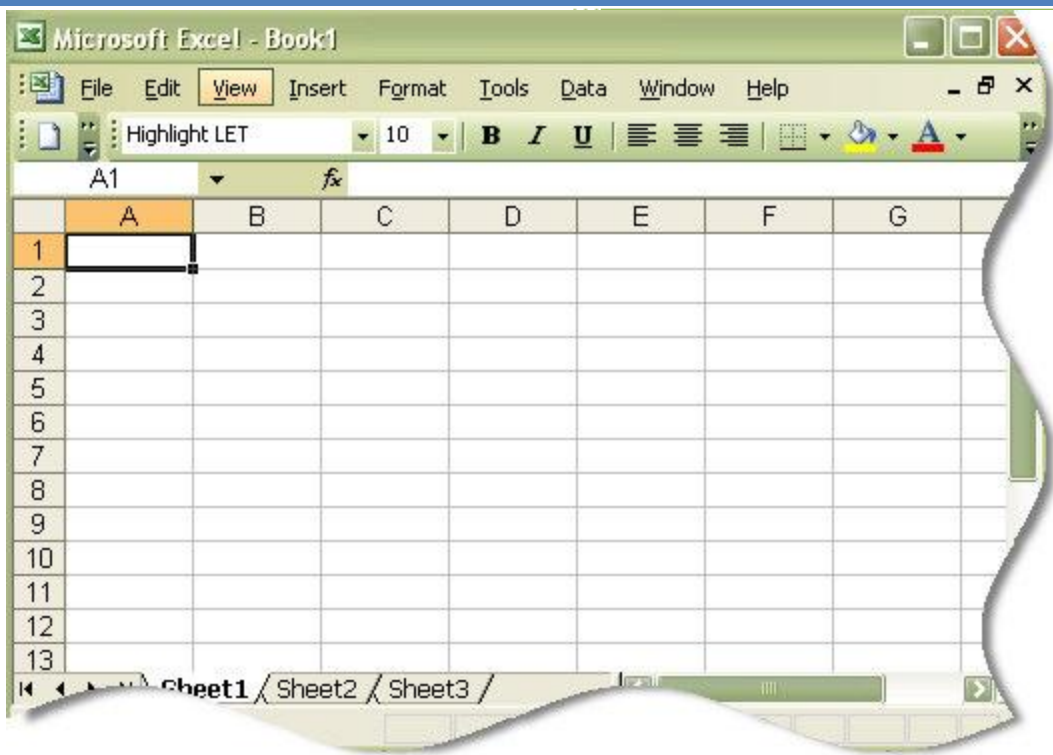 Microsoft Excel - Book1
File Edit View Insert Format Tools Data Window Help
Highlight LET 10 B I U A
A1 fx
A B C D E F G
1
2
3
4
5
6
7
8
9
10
11
12
13
Sheet1 Sheet2 Sheet3